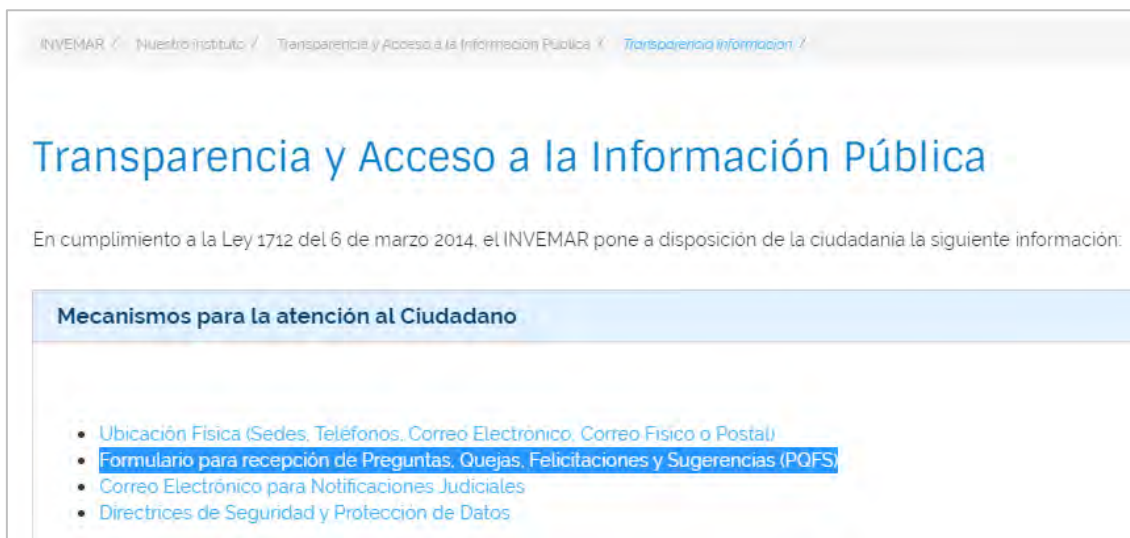 INVEMAR / Nuestro instituto / Transparencia y Acceso a la Información Pública / Transparencia Informacion /
Transparencia y Acceso a la Información Pública
En cumplimiento a la Ley 1712 del 6 de marzo 2014, el INVEMAR pone a disposición de la ciudadanía la siguiente información:
Mecanismos para la atención al Ciudadano
• Ubicación Física (Sedes, Teléfonos, Correo Electrónico, Correo Físico o Postal)
• Formulario para recepción de Preguntas, Quejas, Felicitaciones y Sugerencias (PQFS)
• Correo Electrónico para Notificaciones Judiciales
• Directrices de Seguridad y Protección de Datos